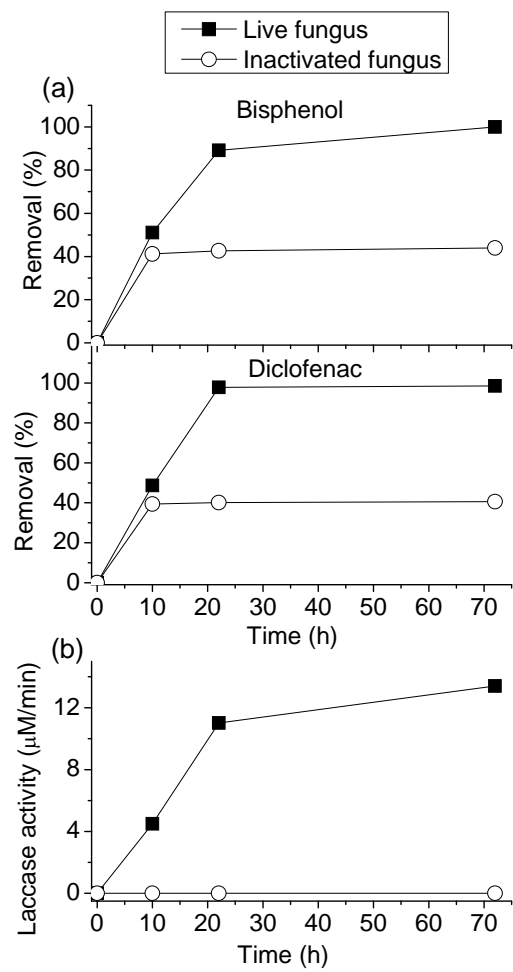 Live fungus
Inactivated fungus
(a)
Bisphenol
Removal (%)
100
80
60
40
20
0
Diclofenac
Removal (%)
100
80
60
40
20
0
0 10 20 30 40 50 60 70
Time (h)
(b)
Laccase activity (μM/min)
12
8
4
0
0 10 20 30 40 50 60 70
Time (h)